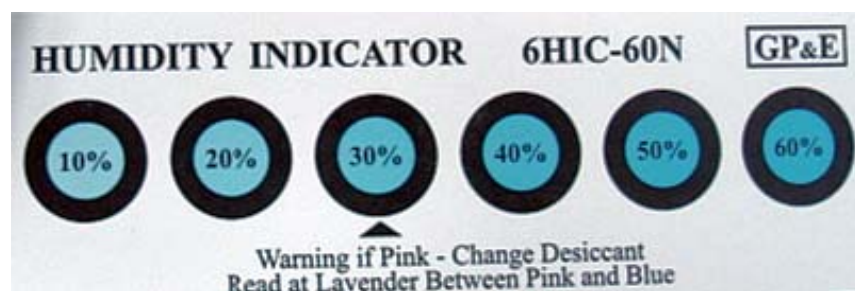 HUMIDITY INDICATOR 6HIC-60N GP&E
10% 20% 30% 40% 50% 60%
Warning if Pink - Change Desiccant
Read at Lavender Between Pink and Blue